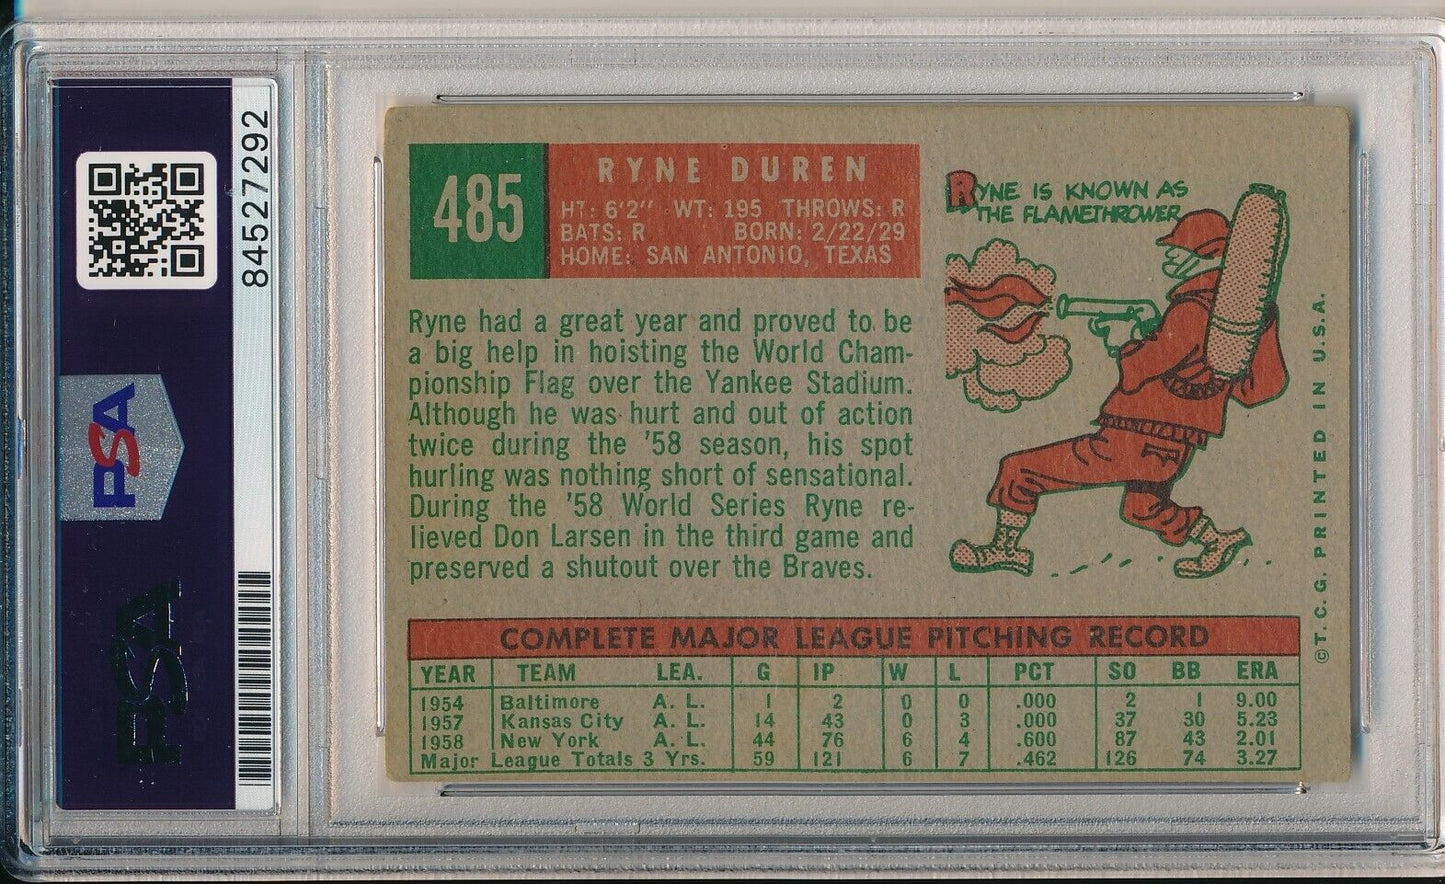 PSA
PSA
84527292
485
RYNE DUREN
HT: 6'2" WT: 195 THROWS: R
BATS: R BORN: 2/22/29
HOME: SAN ANTONIO, TEXAS
RYNE IS KNOWN AS
THE FLAMETHROWER
Ryne had a great year and proved to be
a big help in hoisting the World Cham-
pionship Flag over the Yankee Stadium.
Although he was hurt and out of action
twice during the '58 season, his spot
hurling was nothing short of sensational.
During the '58 World Series Ryne re-
lieved Don Larsen in the third game and
preserved a shutout over the Braves.
COMPLETE MAJOR LEAGUE PITCHING RECORD
YEAR TEAM LEA. G IP W L PCT SO BB ERA
1954 Baltimore A. L. 1 2 0 0 .000 2 1 9.00
1957 Kansas City A. L. 14 43 0 3 .000 37 30 5.23
1958 New York A. L. 44 76 6 4 .600 87 43 2.01
Major League Totals 3 Yrs. 59 121 6 7 .462 126 74 3.27
©T. C. G. PRINTED IN U.S.A.